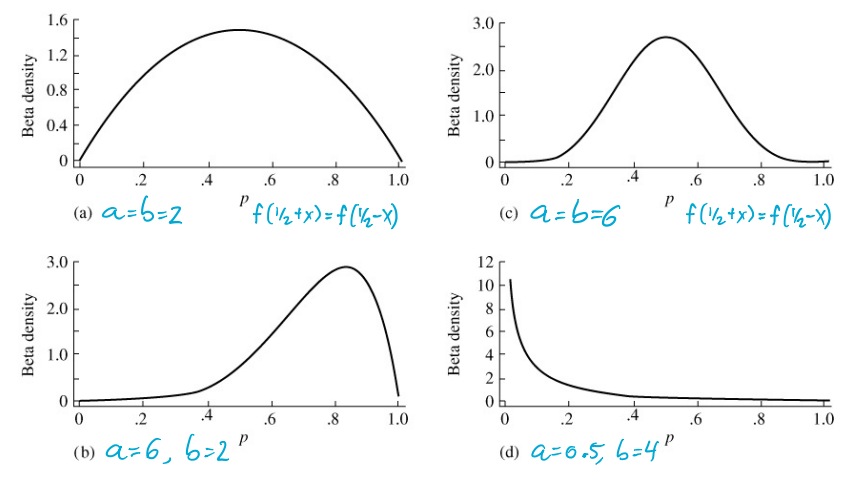 1.6
1.2
0.8
0.4
0
Beta density
0 .2 .4 .6 .8 1.0
p
(a) a=b=2 f(1/2+x)=f(1/2-x)
3.0
2.0
1.0
0
Beta density
0 .2 .4 .6 .8 1.0
p
(c) a=b=6 f(1/2+x)=f(1/2-x)
3.0
2.0
1.0
0
Beta density
0 .2 .4 .6 .8 1.0
p
(b) a=6, b=2
12
10
8
6
4
2
0
Beta density
0 .2 .4 .6 .8 1.0
p
(d) a=0.5, b=4